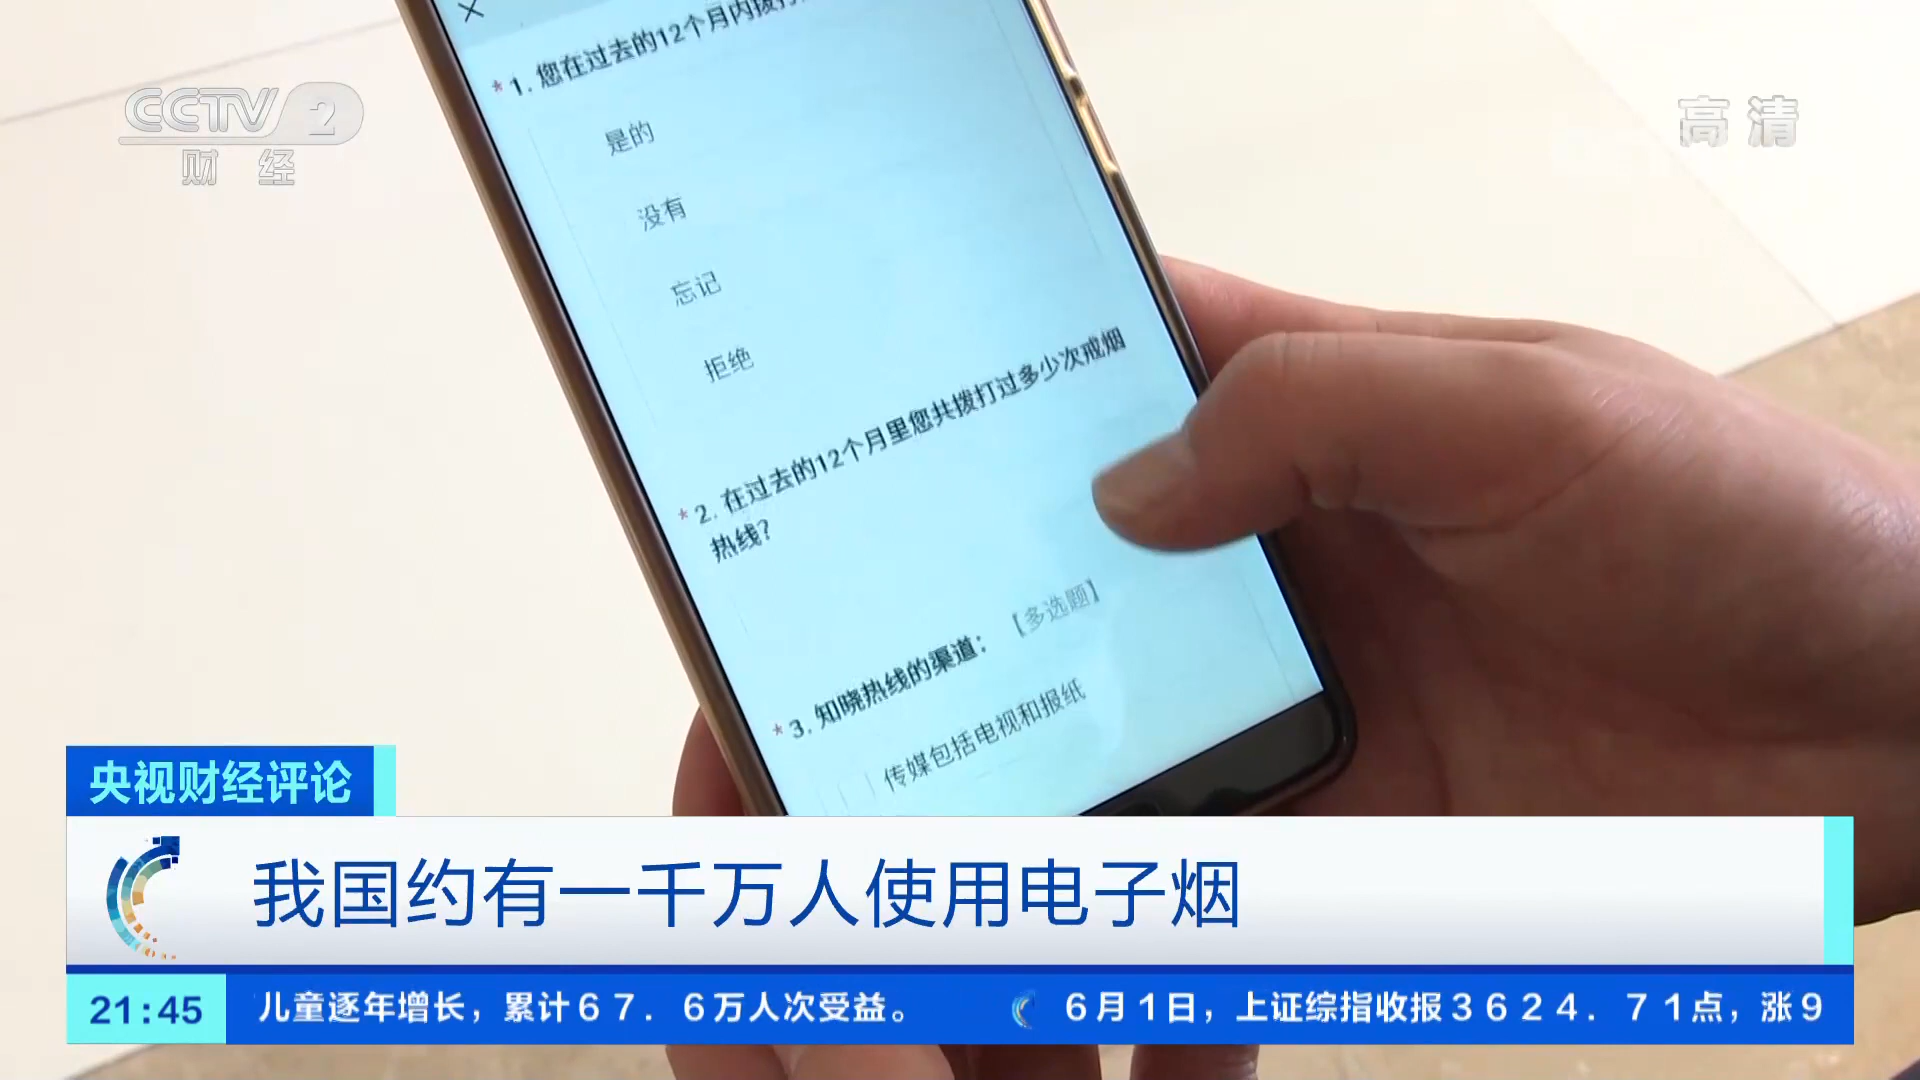 CCTV 2
财 经
高清
*1. 您在过去的12个月内拨打
是的
没有
忘记
拒绝
*2. 在过去的12个月里您共拨打过多少次戒烟
热线？
*3. 知晓热线的渠道： 【多选题】
传媒包括电视和报纸
央视财经评论
我国约有一千万人使用电子烟
21:45
儿童逐年增长，累计67.6万人次受益。 6月1日，上证综指收报3624.71点，涨9